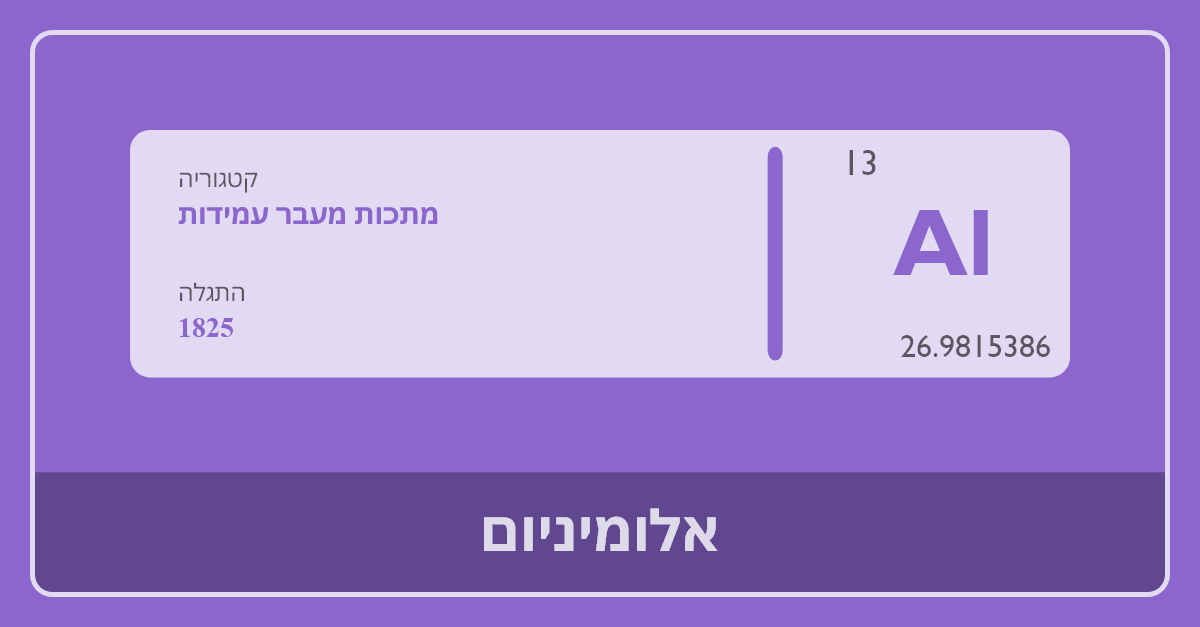 קטגוריה
מתכות מעבר עמידות
התגלה
1825
13
Al
26.9815386
אלומיניום